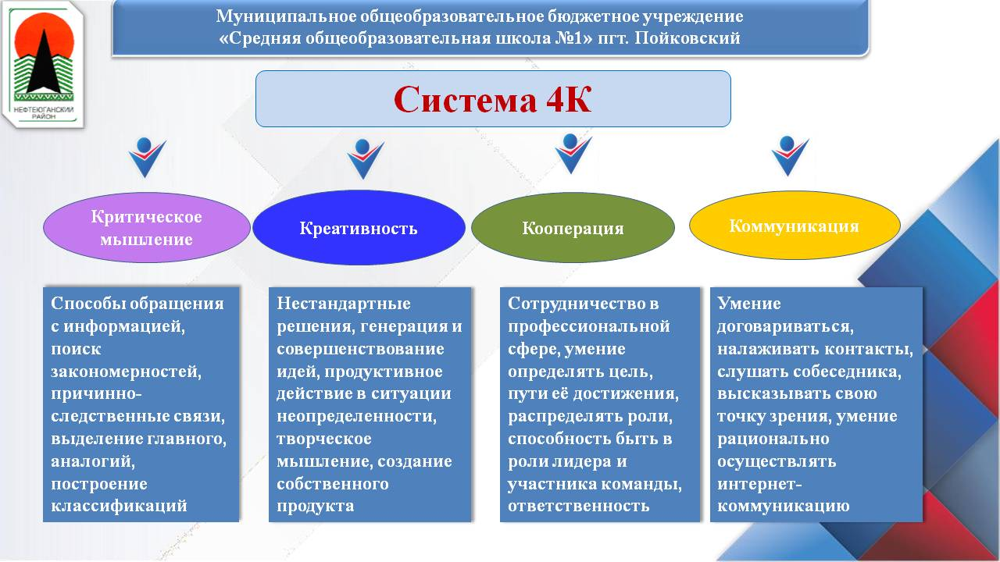 Муниципальное общеобразовательное бюджетное учреждение
«Средняя общеобразовательная школа №1» пгт. Пойковский
НЕФТЕЮГАНСКИЙ
РАЙОН
Система 4К
Критическое
мышление
Креативность
Кооперация
Коммуникация
Способы обращения
с информацией,
поиск
закономерностей,
причинно-
следственные связи,
выделение главного,
аналогий,
построение
классификаций
Нестандартные
решения, генерация и
совершенствование
идей, продуктивное
действие в ситуации
неопределенности,
творческое
мышление, создание
собственного
продукта
Сотрудничество в
профессиональной
сфере, умение
определять цель,
пути её достижения,
распределять роли,
способность быть в
роли лидера и
участника команды,
ответственность
Умение
договариваться,
налаживать контакты,
слушать собеседника,
высказывать свою
точку зрения, умение
рационально
осуществлять
интернет-
коммуникацию